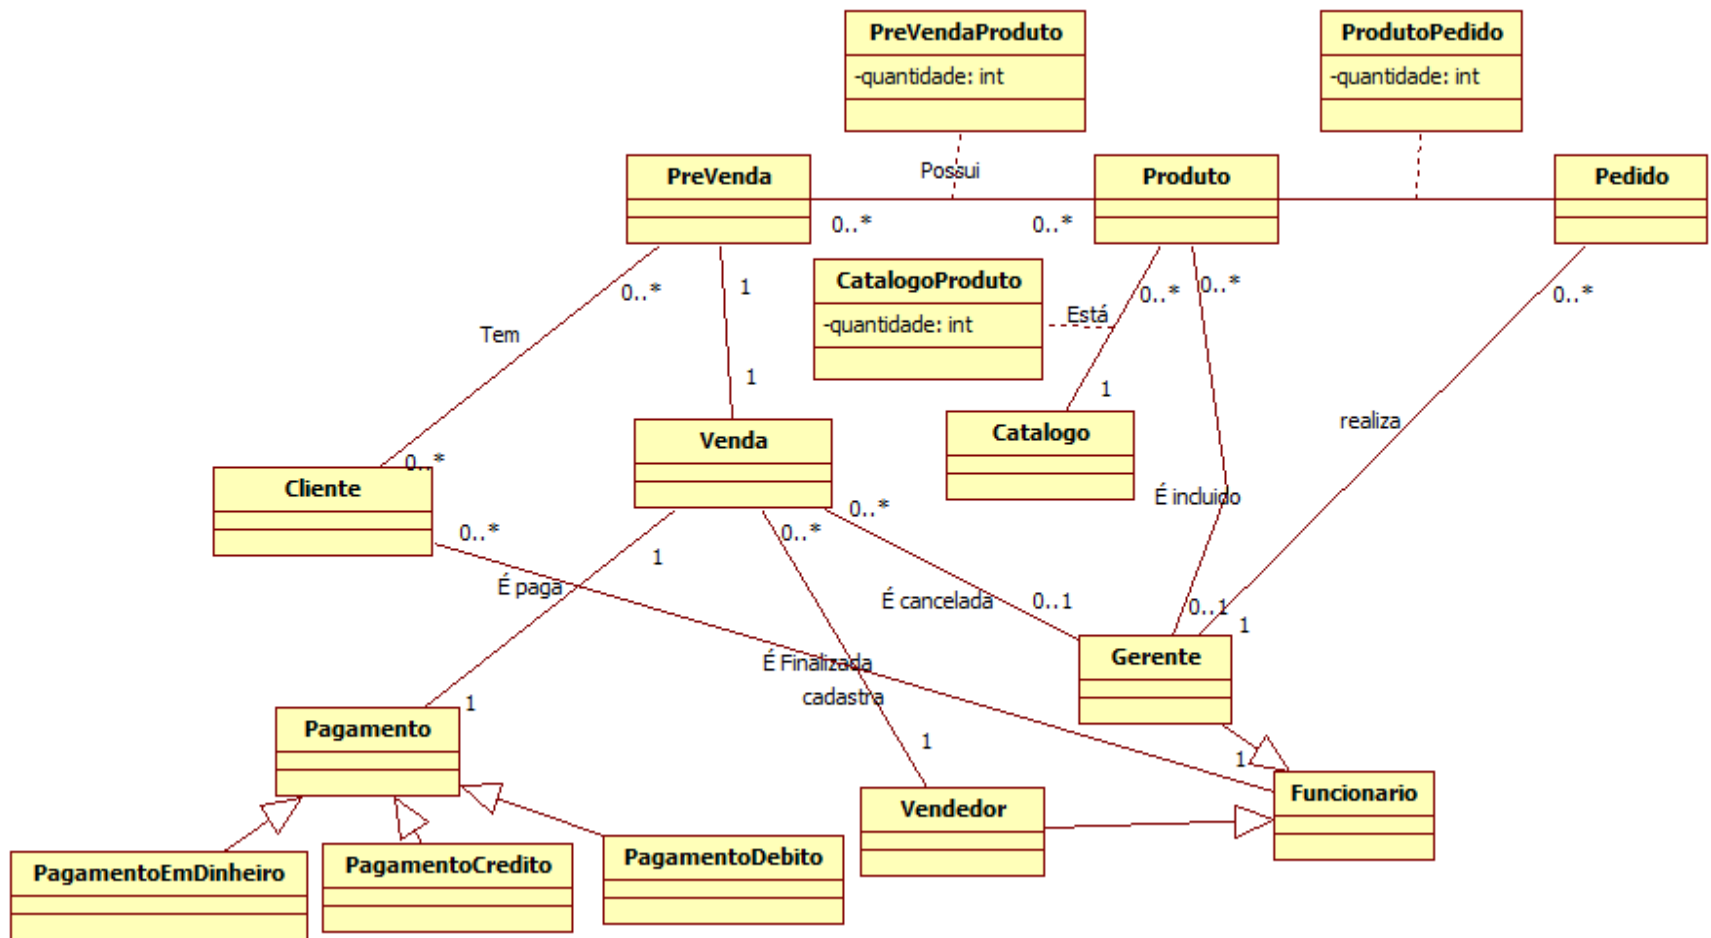 PreVendaProduto
-quantidade: int
ProdutoPedido
-quantidade: int
PreVenda
Possui
Produto
Pedido
0..*
0..*
CatalogoProduto
-quantidade: int
0..*
1
0..*
0..*
0..*
Está
Tem
1
1
realiza
Catalogo
Venda
0..*
Cliente
É incluido
0..*
0..*
0..*
1
É paga
É cancelada
0..1
0..1
1
Gerente
É Finalizada
cadastra
1
Pagamento
1
1
Funcionario
Vendedor
PagamentoEmDinheiro
PagamentoCredito
PagamentoDebito